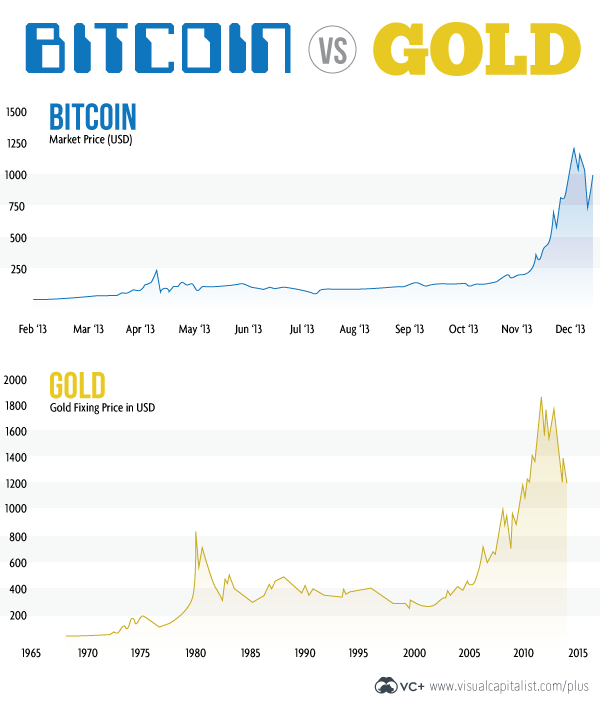 BITCOIN VS GOLD
BITCOIN
Market Price (USD)
1500
1250
1000
750
500
250
Feb '13 Mar '13 Apr '13 May '13 Jun '13 Jul '13 Aug '13 Sep '13 Oct '13 Nov '13 Dec '13
GOLD
Gold Fixing Price in USD
2000
1800
1600
1400
1200
1000
800
600
400
200
1965 1970 1975 1980 1985 1990 1995 2000 2005 2010 2015
VC+ www.visualcapitalist.com/plus